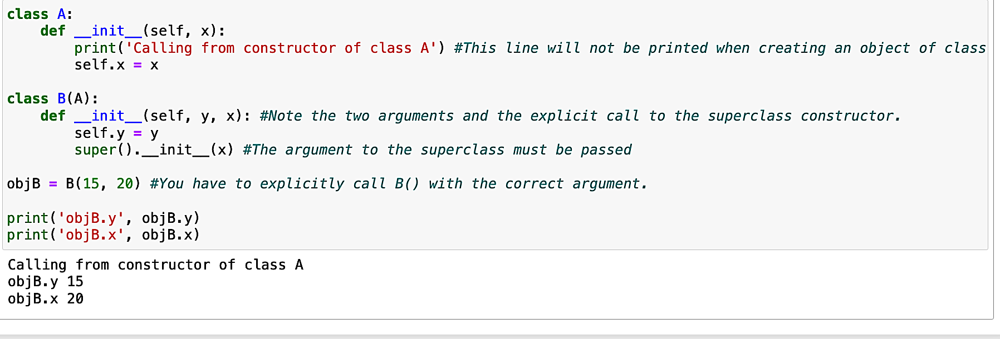 class A:
    def __init__(self, x):
        print('Calling from constructor of class A') #This line will not be printed when creating an object of class
        self.x = x

class B(A):
    def __init__(self, y, x): #Note the two arguments and the explicit call to the superclass constructor.
        self.y = y
        super().__init__(x) #The argument to the superclass must be passed

objB = B(15, 20) #You have to explicitly call B() with the correct argument.

print('objB.y', objB.y)
print('objB.x', objB.x)
Calling from constructor of class A
objB.y 15
objB.x 20